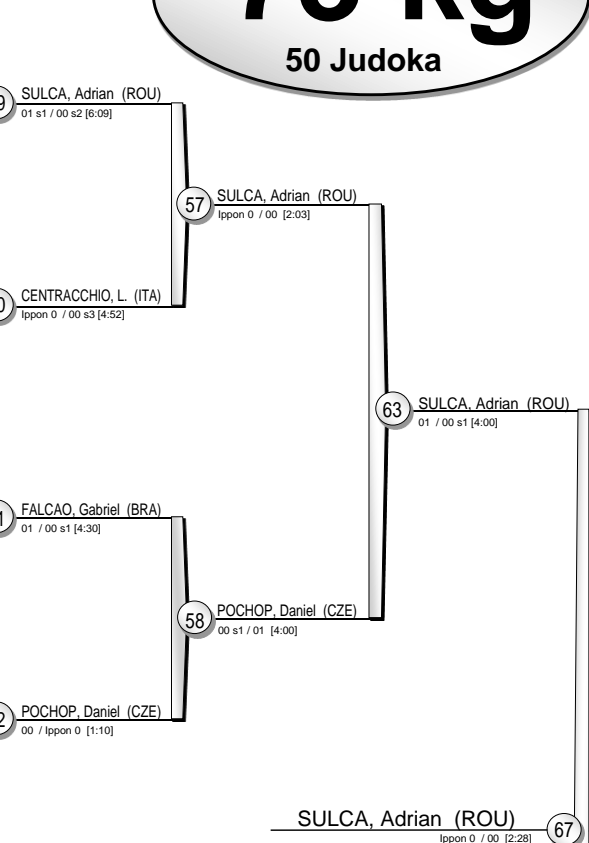 50 Judoka
SULCA, Adrian (ROU)
01 s1 / 00 s2 [6:09]
57
SULCA, Adrian (ROU)
Ippon 0 / 00 [2:03]
CENTRACCHIO, L. (ITA)
Ippon 0 / 00 s3 [4:52]
63
SULCA, Adrian (ROU)
01 / 00 s1 [4:00]
FALCAO, Gabriel (BRA)
01 / 00 s1 [4:30]
58
POCHOP, Daniel (CZE)
00 s1 / 01 [4:00]
POCHOP, Daniel (CZE)
00 / Ippon 0 [1:10]
SULCA, Adrian (ROU)
67
Ippon 0 / 00 [2:28]